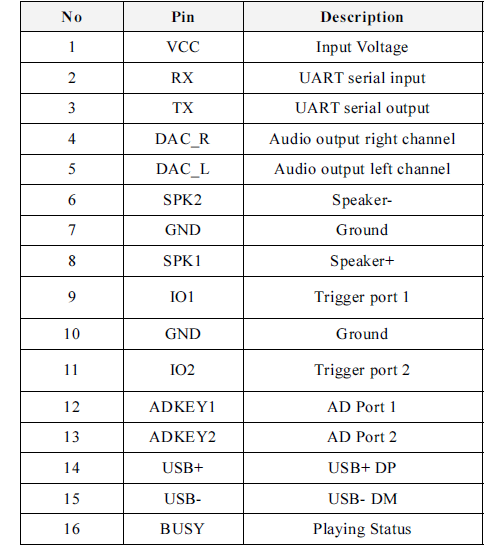 No Pin Description
1 VCC Input Voltage
2 RX UART serial input
3 TX UART serial output
4 DAC_R Audio output right channel
5 DAC_L Audio output left channel
6 SPK2 Speaker-
7 GND Ground
8 SPK1 Speaker+
9 IO1 Trigger port 1
10 GND Ground
11 IO2 Trigger port 2
12 ADKEY1 AD Port 1
13 ADKEY2 AD Port 2
14 USB+ USB+ DP
15 USB- USB- DM
16 BUSY Playing Status